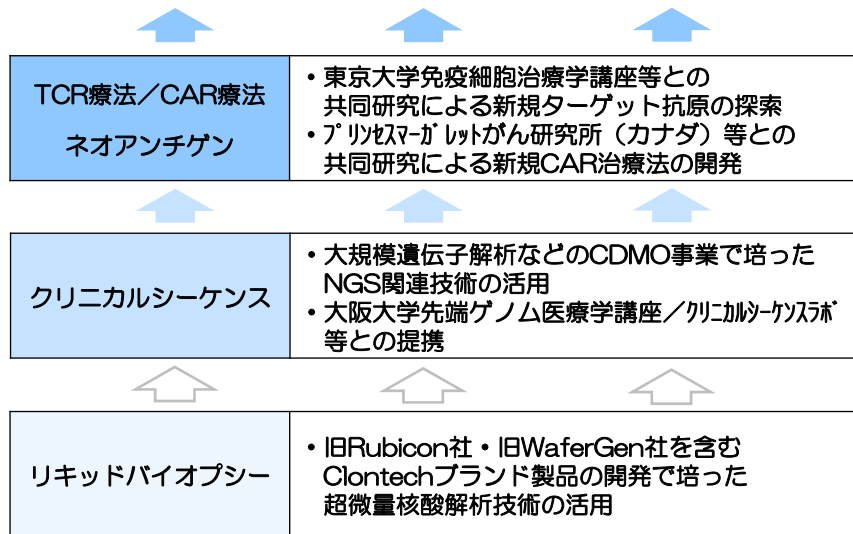 TCR療法／CAR療法
ネオアンチゲン
・東京大学免疫細胞治療学講座等との
共同研究による新規ターゲット抗原の探索
・ﾌﾟﾘﾝｾｽﾏｰｶﾞﾚｯﾄがん研究所（カナダ）等との
共同研究による新規CAR治療法の開発
クリニカルシーケンス
・大規模遺伝子解析などのCDMO事業で培った
NGS関連技術の活用
・大阪大学先端ゲノム医療学講座／ｸﾘﾆｶﾙｼｰｹﾝｽﾗﾎﾞ
等との提携
リキッドバイオプシー
・旧Rubicon社・旧WaferGen社を含む
Clontechブランド製品の開発で培った
超微量核酸解析技術の活用